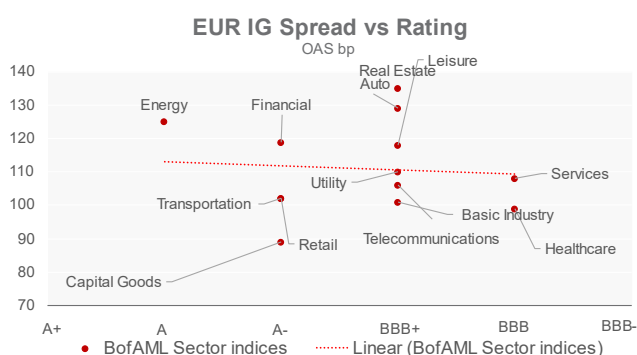 EUR IG Spread vs Rating
OAS bp
140
130
120
110
100
90
80
70
Leisure
Real Estate
Auto
Energy
Financial
Utility
Services
Transportation
Basic Industry
Telecommunications
Retail
Healthcare
Capital Goods
A+
A
A-
BBB+
BBB
BBB-
BofAML Sector indices
Linear (BofAML Sector indices)